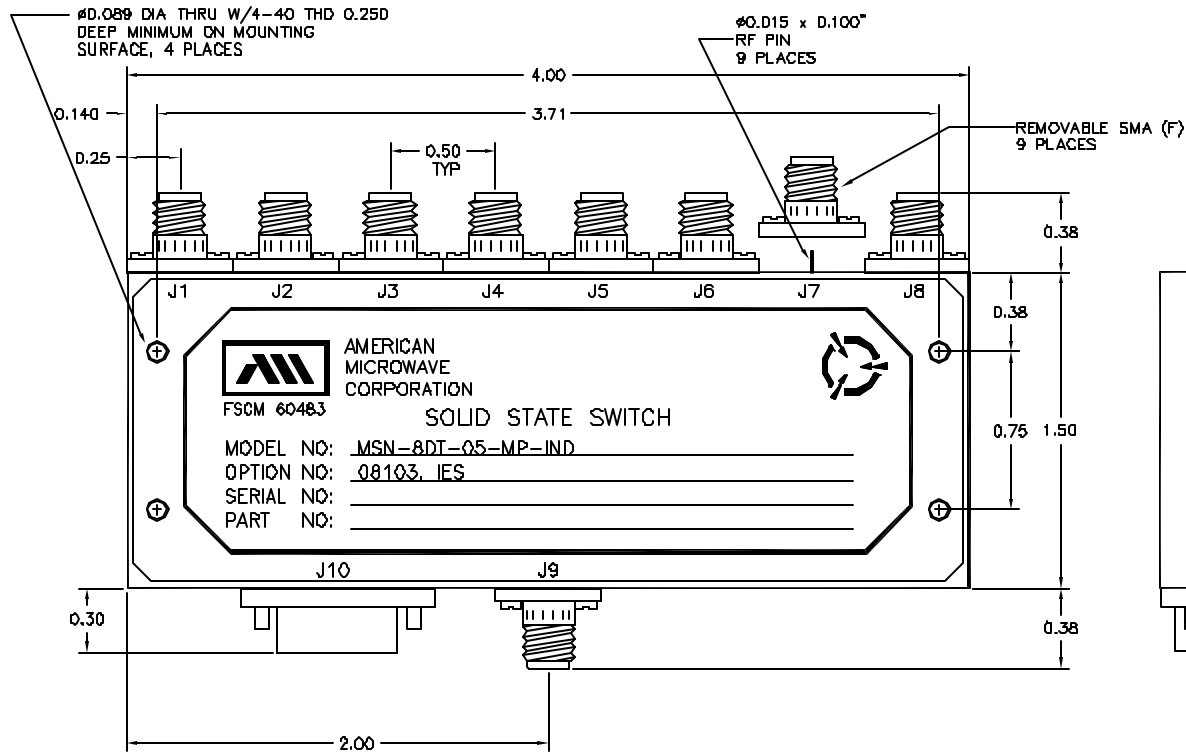 ø0.089 DIA THRU W/4-40 THD 0.250
DEEP MINIMUM ON MOUNTING
SURFACE, 4 PLACES
ø0.015 x 0.100"
RF PIN
9 PLACES
4.00
0.140
3.71
REMOVABLE SMA (F)
9 PLACES
0.25
0.50
TYP
0.38
J1 J2 J3 J4 J5 J6 J7 J8
0.38
AMERICAN
MICROWAVE
CORPORATION
FSCM 60483
SOLID STATE SWITCH
0.75 1.50
MODEL NO: MSN-8DT-05-MP-IND
OPTION NO: 08103, IES
SERIAL NO:
PART NO:
J10 J9
0.30
0.38
2.00